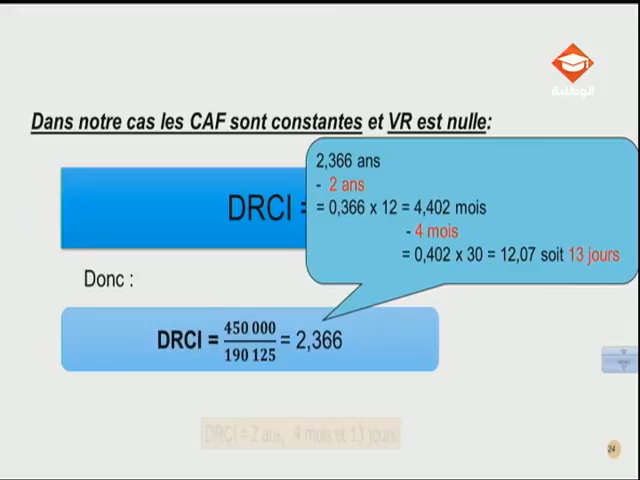 الوطنية
Dans notre cas les CAF sont constantes et VR est nulle:
DRCI =
2,366 ans
- 2 ans
= 0,366 x 12 = 4,402 mois
- 4 mois
= 0,402 x 30 = 12,07 soit 13 jours
Donc :
DRCI = 450 000 / 190 125 = 2,366
DRCI = 2 ans, 4 mois et 13 jours
24